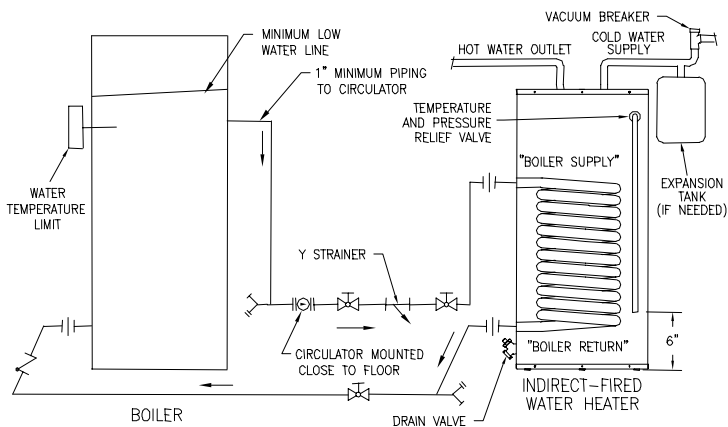 VACUUM BREAKER
MINIMUM LOW
WATER LINE
HOT WATER OUTLET
COLD WATER
SUPPLY
1" MINIMUM PIPING
TO CIRCULATOR
TEMPERATURE
AND PRESSURE
RELIEF VALVE
"BOILER SUPPLY"
EXPANSION
TANK
(IF NEEDED)
WATER
TEMPERATURE
LIMIT
Y STRAINER
CIRCULATOR MOUNTED
CLOSE TO FLOOR
"BOILER RETURN"
6"
BOILER
DRAIN VALVE
INDIRECT-FIRED
WATER HEATER